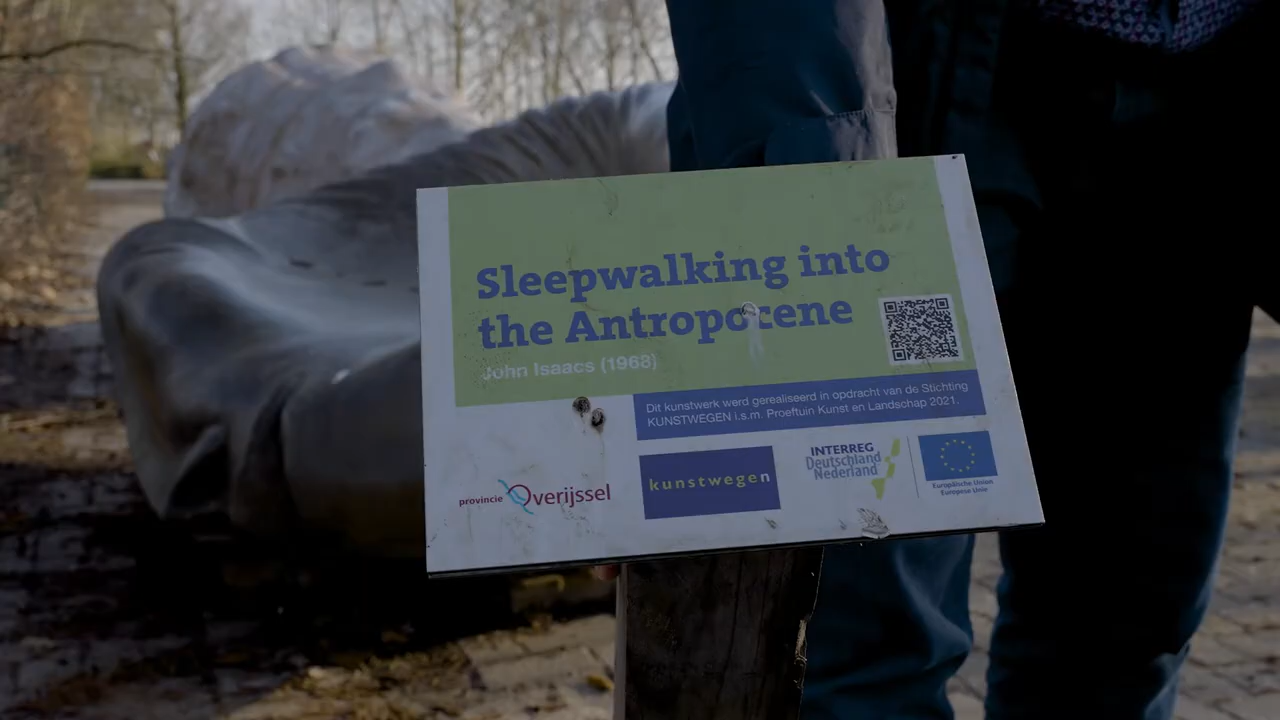 Sleepwalking into
the Antropocene
John Isaacs (1968)
Dit kunstwerk werd gerealiseerd in opdracht van de Stichting
KUNSTWEGEN i.s.m. Proeftuin Kunst en Landschap 2021.
provincie Overijssel
kunstwegen
INTERREG
Deutschland
Nederland
Europäische Union
Europese Unie